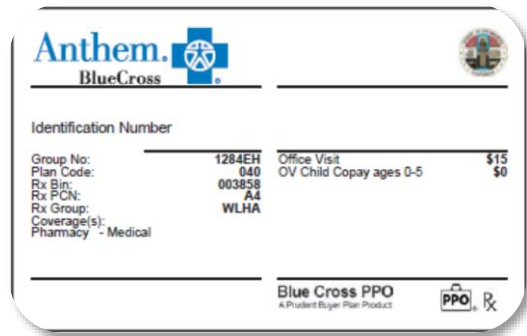 Anthem.
BlueCross
Identification Number
Group No: 1284EH
Plan Code: 040
Rx Bin: 003858
Rx PCN: A4
Rx Group: WLHA
Coverage(s):
Pharmacy - Medical
Office Visit $15
OV Child Copay ages 0-5 $0
Blue Cross PPO
A Prudent Buyer Plan Product
PPO
Rx